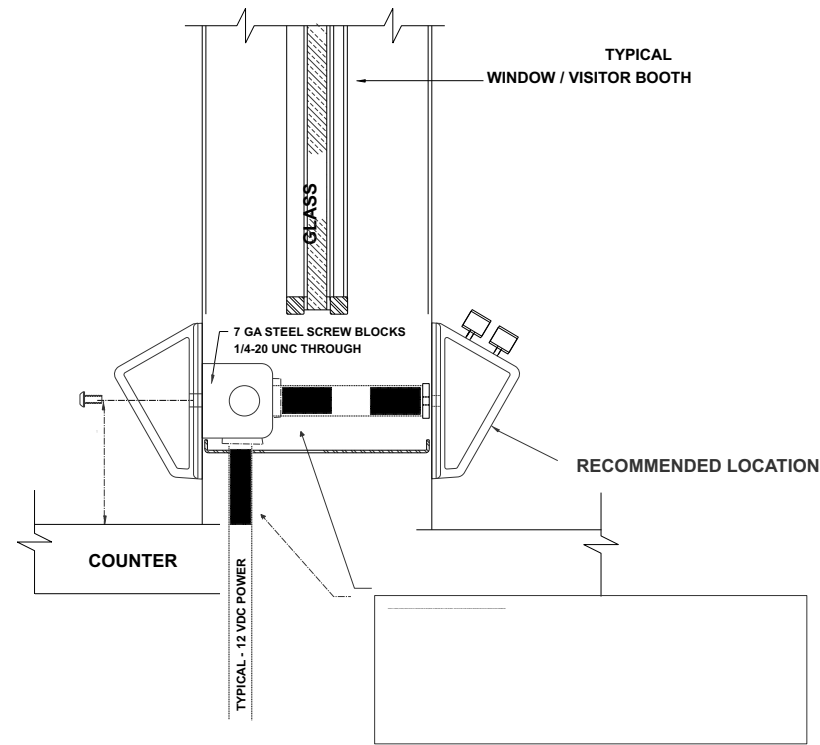 TYPICAL
WINDOW / VISITOR BOOTH
GLASS
7 GA STEEL SCREW BLOCKS
1/4-20 UNC THROUGH
RECOMMENDED LOCATION
COUNTER
TYPICAL - 12 VDC POWER